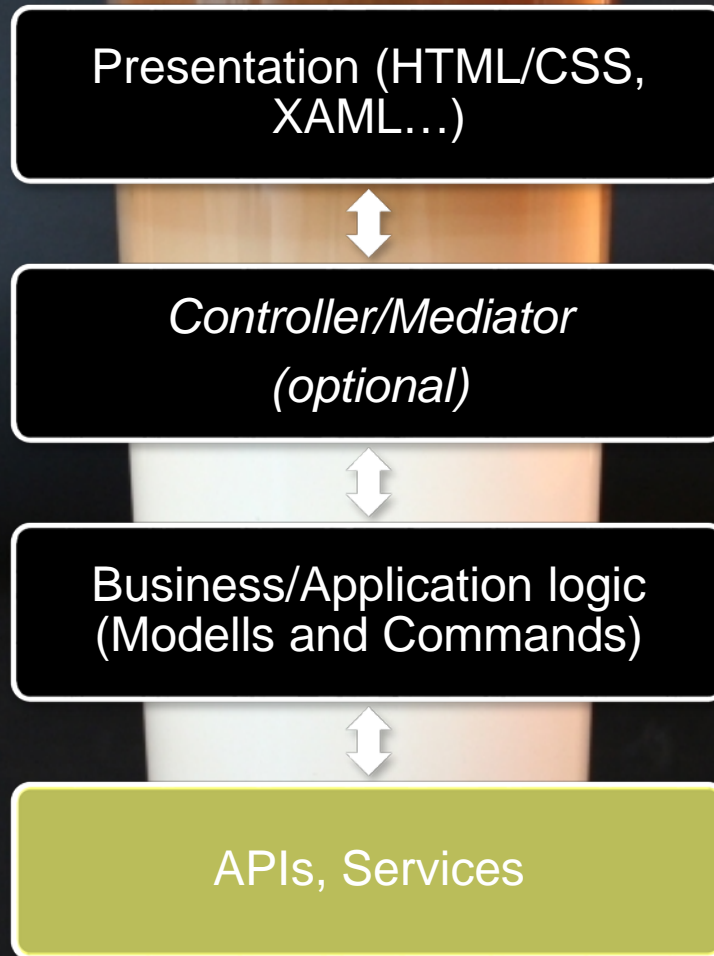 Presentation (HTML/CSS,
XAML…)
Controller/Mediator
(optional)
Business/Application logic
(Modells and Commands)
APIs, Services